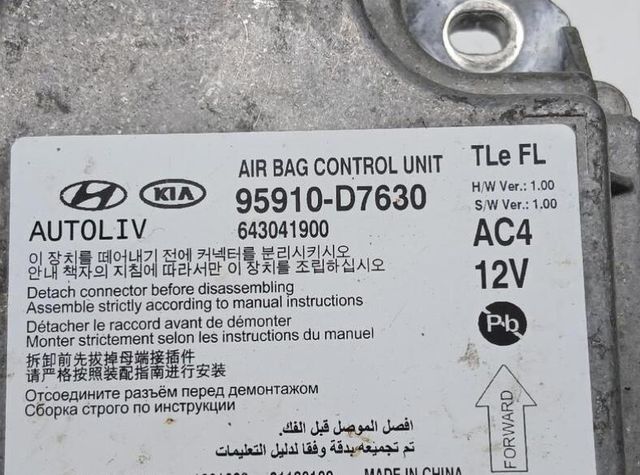 AIR BAG CONTROL UNIT
TLe FL
KIA
95910-D7630
H/W Ver.: 1.00
S/W Ver.: 1.00
AUTOLIV
643041900
AC4
12V
이 장치를 떼어내기 전에 커넥터를 분리시키시오
안내 책자의 지침에 따라서만 이 장치를 조립하십시오
Detach connector before disassembling
Assemble strictly according to manual instructions
Pb
Détacher le raccord avant de démonter
Monter strictement selon les instructions du manuel
拆卸前先拔掉母端接插件
请严格按照装配指南进行安装
Отсоедините разъём перед демонтажом
Сборка строго по инструкции
FORWARD
افصل الموصل قبل الفك.
تم تجميعه بدقة وفقا لدليل التعليمات
MADE IN CHINA